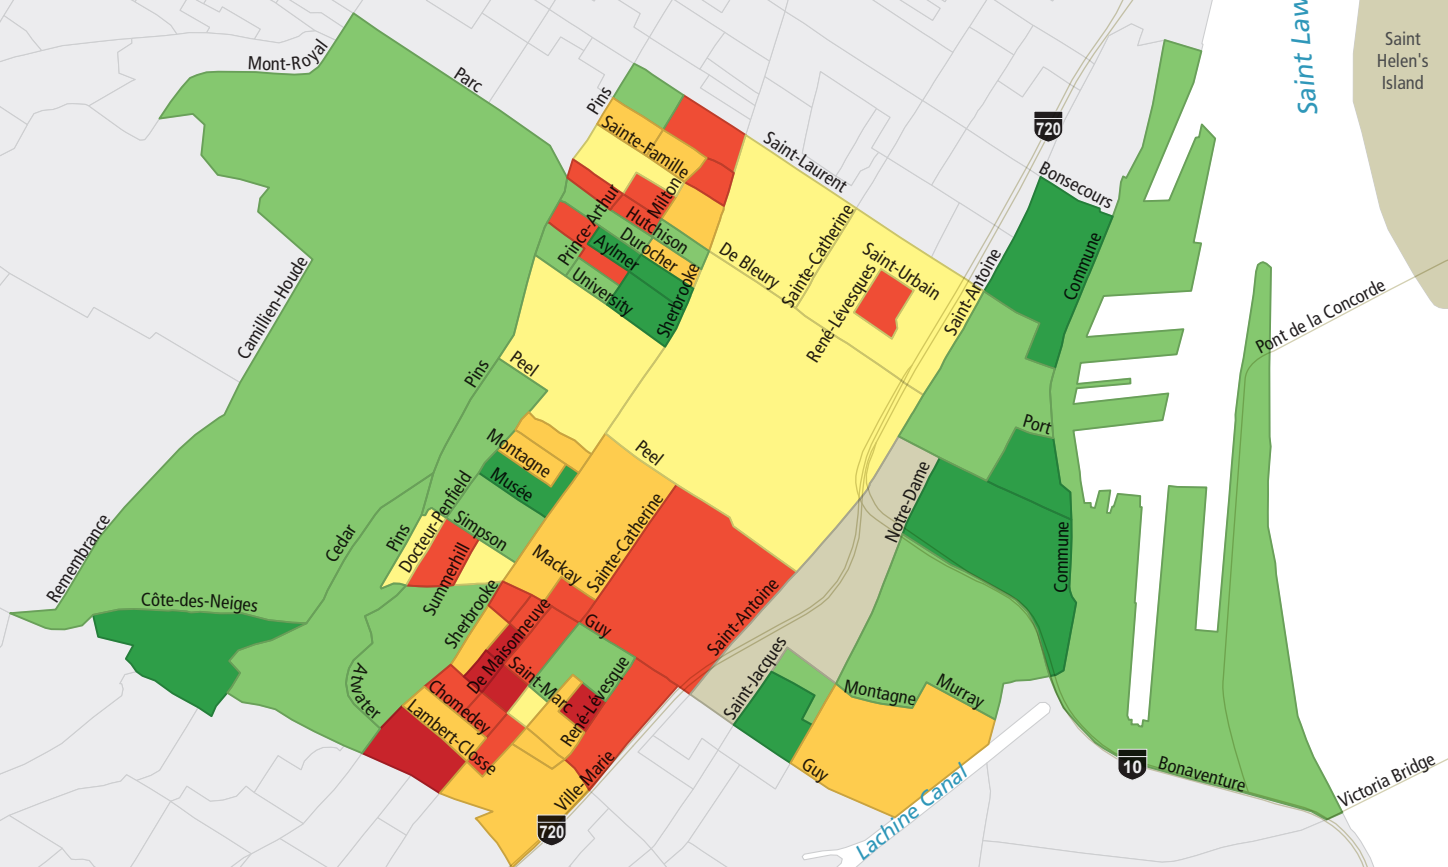 Mont-Royal
Parc
Pins
Sainte-Famille
Saint-Laurent
720
Saint Law
Saint
Helen's
Island
Bonsecours
Milton
Prince-Arthur
Hutchison
Durocher
Aylmer
University
Sherbrooke
De Bleury
Sainte-Catherine
Saint-Urbain
René-Lévesques
Saint-Antoine
Commune
Camillien-Houde
Pont de la Concorde
Pins
Peel
Montagne
Musée
Peel
Port
Docteur-Penfield
Simpson
Pins
Cedar
Summerhill
Mackay
Sainte-Catherine
Notre-Dame
Commune
Remembrance
Côte-des-Neiges
Sherbrooke
De Maisonneuve
Guy
Saint-Antoine
Atwater
Saint-Marc
Chomedey
Lambert-Closse
René-Lévesque
Saint-Jacques
Montagne
Murray
Guy
Ville-Marie
720
Lachine Canal
10
Bonaventure
Victoria Bridge